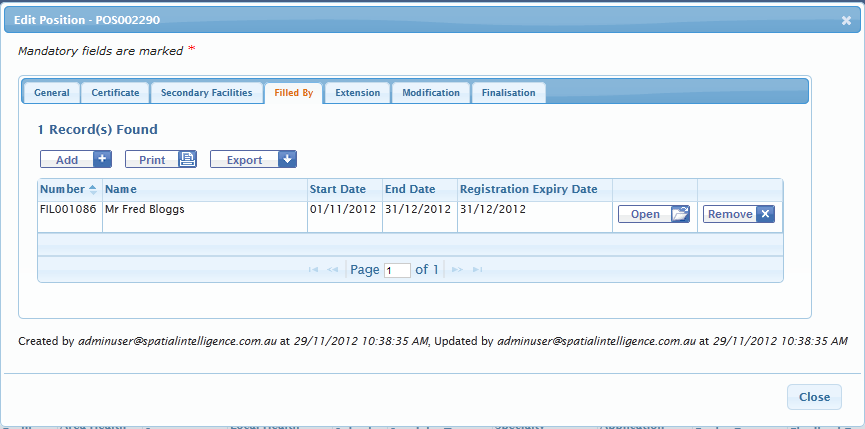 Edit Position - POS002290
Mandatory fields are marked *
General Certificate Secondary Facilities Filled By Extension Modification Finalisation
1 Record(s) Found
Add Print Export
Number Name Start Date End Date Registration Expiry Date
FIL001086 Mr Fred Bloggs 01/11/2012 31/12/2012 31/12/2012 Open Remove
Page 1 of 1
Created by adminuser@spatialintelligence.com.au at 29/11/2012 10:38:35 AM, Updated by adminuser@spatialintelligence.com.au at 29/11/2012 10:38:35 AM
Close